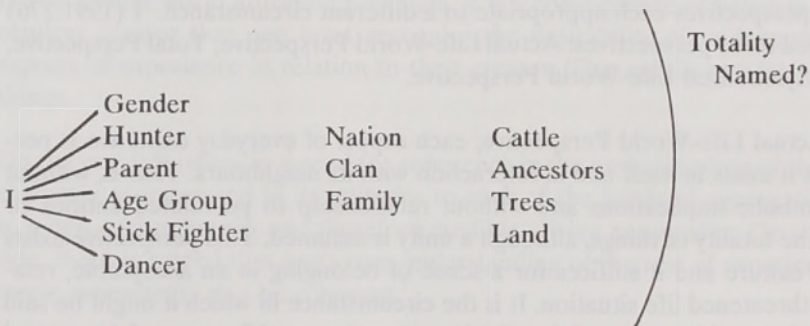 Totality
Named?
Gender
Hunter Nation Cattle
Parent Clan Ancestors
I Age Group Family Trees
Stick Fighter Land
Dancer